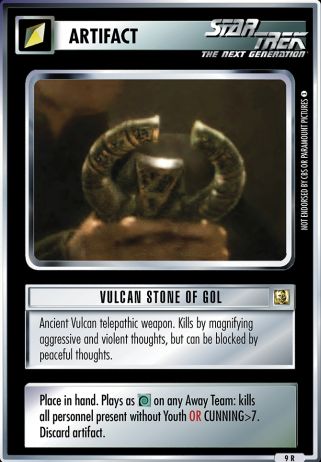 ARTIFACT
STAR TREK
THE NEXT GENERATION
NOT ENDORSED BY CBS OR PARAMOUNT PICTURES
VULCAN STONE OF GOL
Ancient Vulcan telepathic weapon. Kills by magnifying
aggressive and violent thoughts, but can be blocked by
peaceful thoughts.
Place in hand. Plays as on any Away Team: kills
all personnel present without Youth OR CUNNING>7.
Discard artifact.
9 R